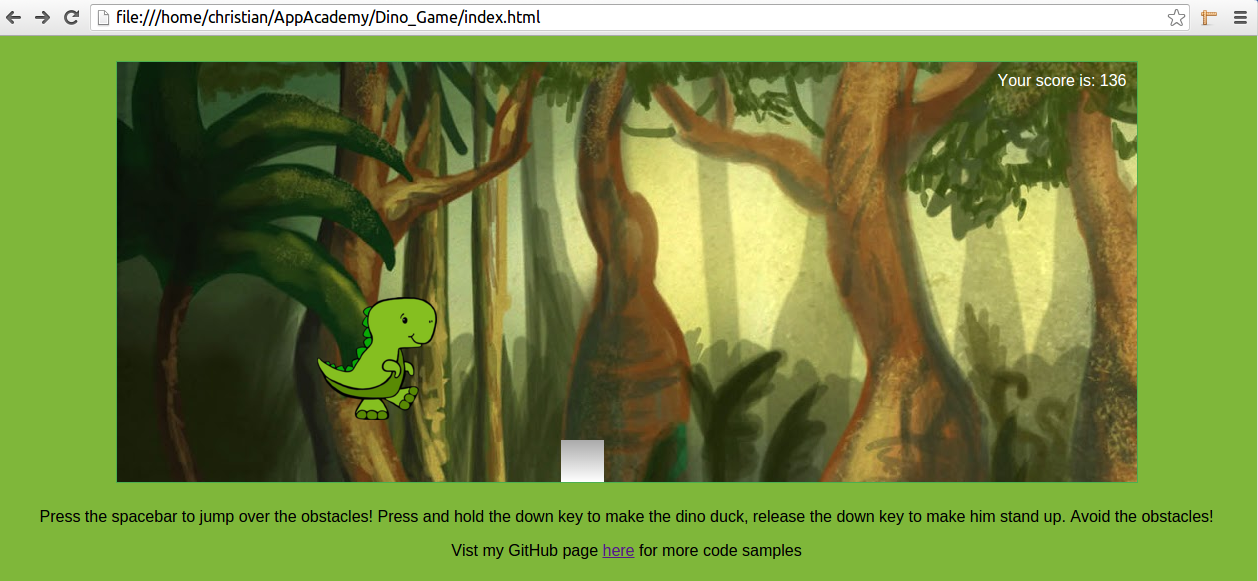 file:///home/christian/AppAcademy/Dino_Game/index.html
Your score is: 136
Press the spacebar to jump over the obstacles! Press and hold the down key to make the dino duck, release the down key to make him stand up. Avoid the obstacles!
Vist my GitHub page here for more code samples